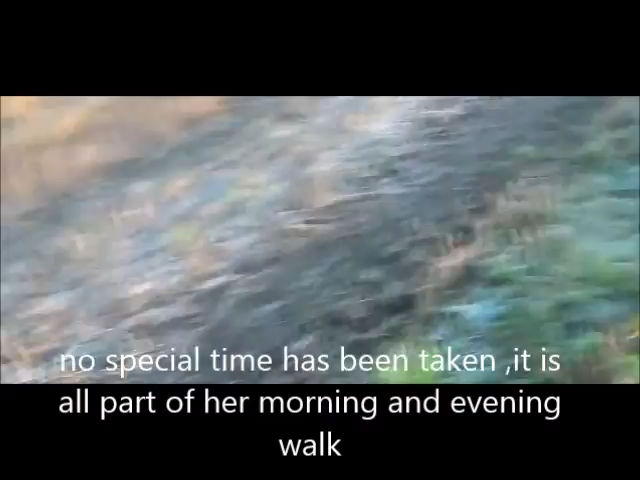 no special time has been taken ,it is
all part of her morning and evening
walk